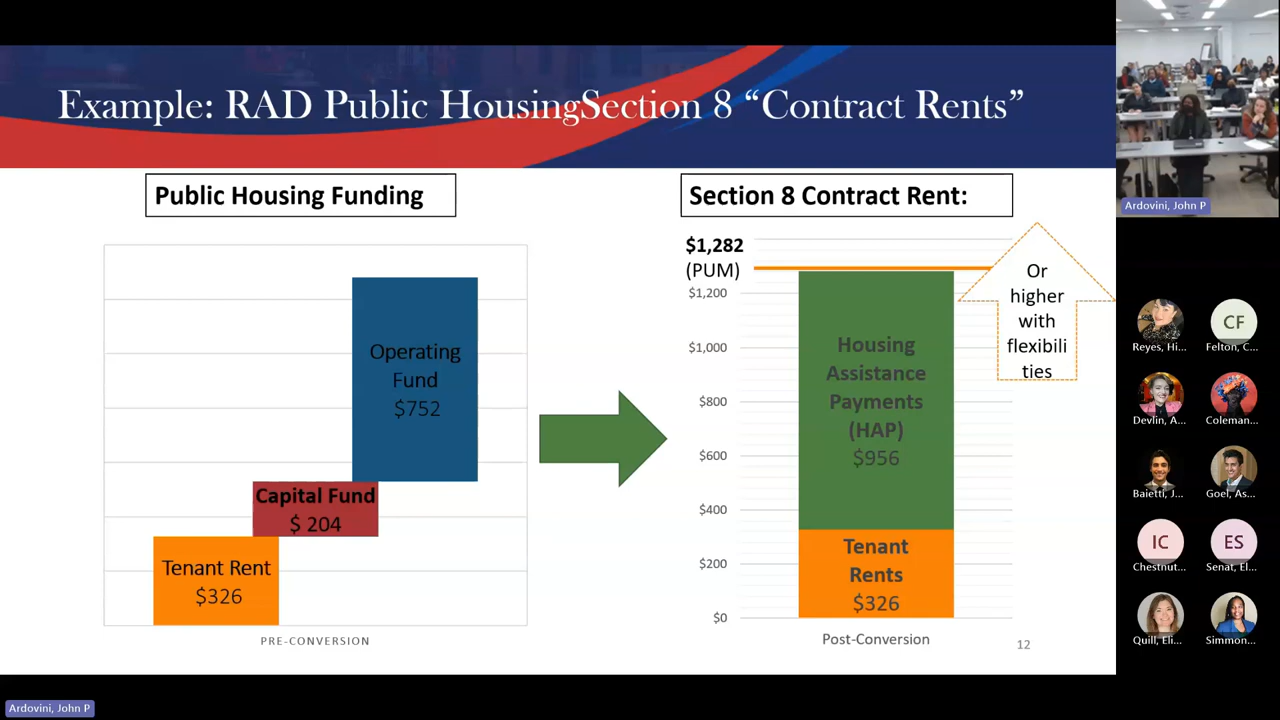 Example: RAD Public HousingSection 8 “Contract Rents”
Public Housing Funding
Operating
Fund
$752
Capital Fund
$ 204
Tenant Rent
$326
PRE-CONVERSION
Section 8 Contract Rent:
$1,282
(PUM)
$1,200
$1,000
$800
$600
$400
$200
$0
Housing
Assistance
Payments
(HAP)
$956
Tenant
Rents
$326
Post-Conversion
Or
higher
with
flexibili
ties
12
Ardovini, John P
Reyes, Hi...
CF
Felton, C...
Devlin, A...
Coleman...
Baietti, J...
Goel, As...
IC
Chestnut...
ES
Senat, El...
Quill, Eli...
Simmon...
Ardovini, John P